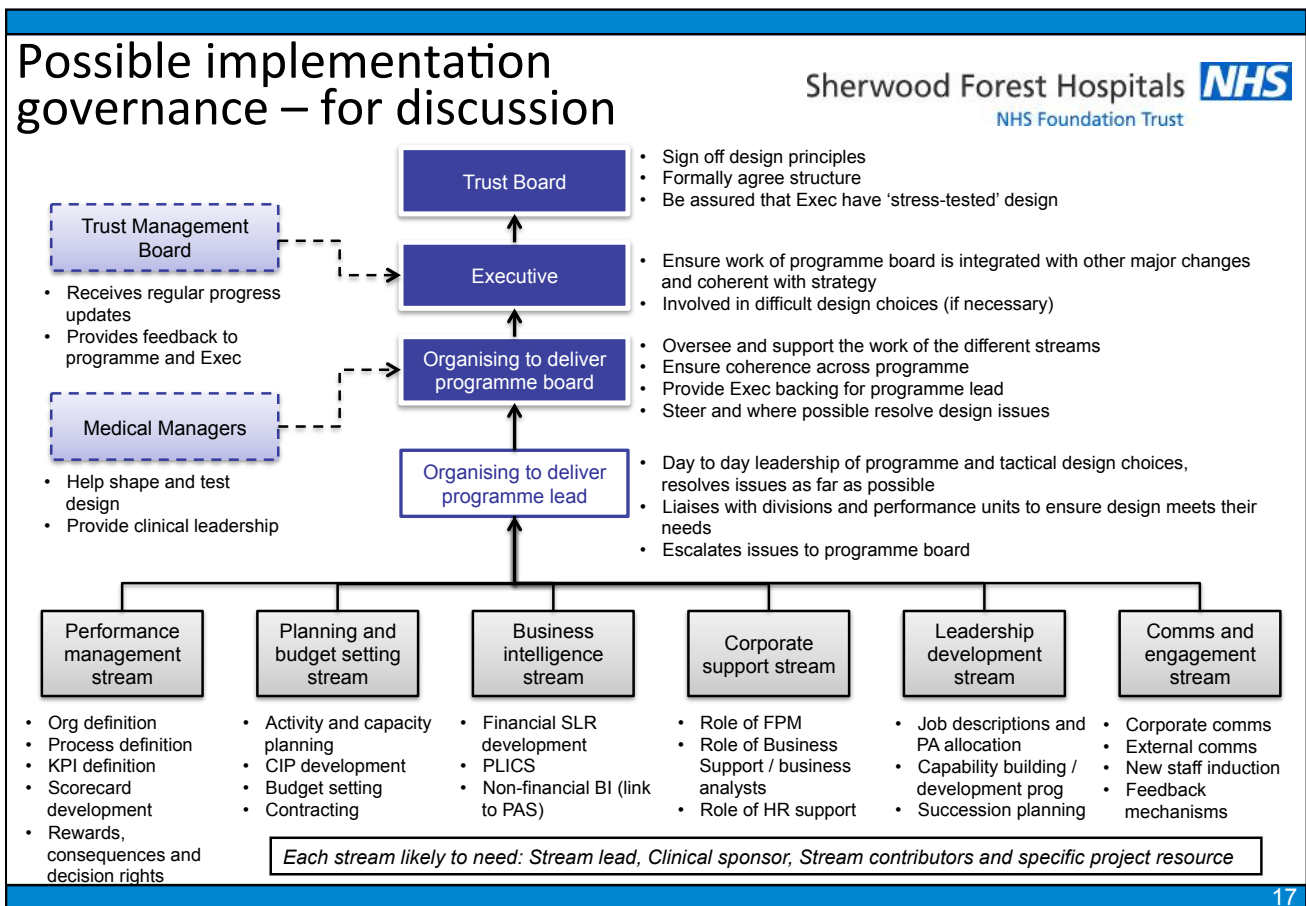 Possible implementation
governance – for discussion
Sherwood Forest Hospitals NHS
NHS Foundation Trust
Trust Board
• Sign off design principles
• Formally agree structure
• Be assured that Exec have ‘stress-tested’ design
Trust Management
Board
• Receives regular progress
updates
• Provides feedback to
programme and Exec
Executive
• Ensure work of programme board is integrated with other major changes
and coherent with strategy
• Involved in difficult design choices (if necessary)
Organising to deliver
programme board
• Oversee and support the work of the different streams
• Ensure coherence across programme
• Provide Exec backing for programme lead
• Steer and where possible resolve design issues
Medical Managers
• Help shape and test
design
• Provide clinical leadership
Organising to deliver
programme lead
• Day to day leadership of programme and tactical design choices,
resolves issues as far as possible
• Liaises with divisions and performance units to ensure design meets their
needs
• Escalates issues to programme board
Performance
management
stream
• Org definition
• Process definition
• KPI definition
• Scorecard
development
• Rewards,
consequences and
decision rights
Planning and
budget setting
stream
• Activity and capacity
planning
• CIP development
• Budget setting
• Contracting
Business
intelligence
stream
• Financial SLR
development
• PLICS
• Non-financial BI (link
to PAS)
Corporate
support stream
• Role of FPM
• Role of Business
Support / business
analysts
• Role of HR support
Leadership
development
stream
• Job descriptions and
PA allocation
• Capability building /
development prog
• Succession planning
Comms and
engagement
stream
• Corporate comms
• External comms
• New staff induction
• Feedback
mechanisms
Each stream likely to need: Stream lead, Clinical sponsor, Stream contributors and specific project resource
17